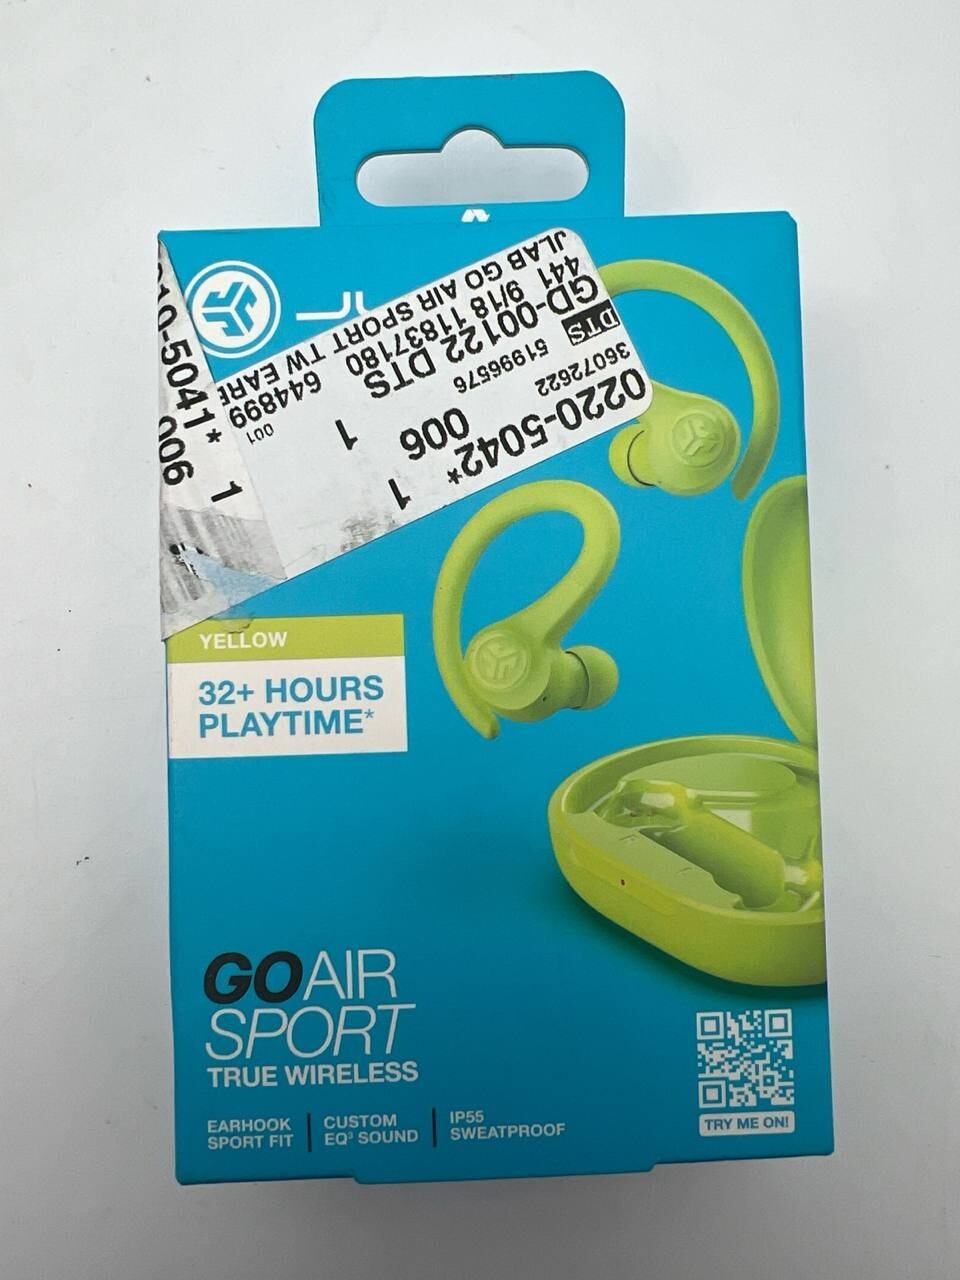 JLAB GO AIR SPORT TW EARB
644899
441
9/18 11837180
001
GD-00122 DTS
1
DTS
51996576
36072622
006
0220-5042*
1
5041*
006
1
YELLOW
32+ HOURS
PLAYTIME*
GO AIR
SPORT
TRUE WIRELESS
EARHOOK
SPORT FIT
CUSTOM
EQ³ SOUND
IP55
SWEATPROOF
TRY ME ON!